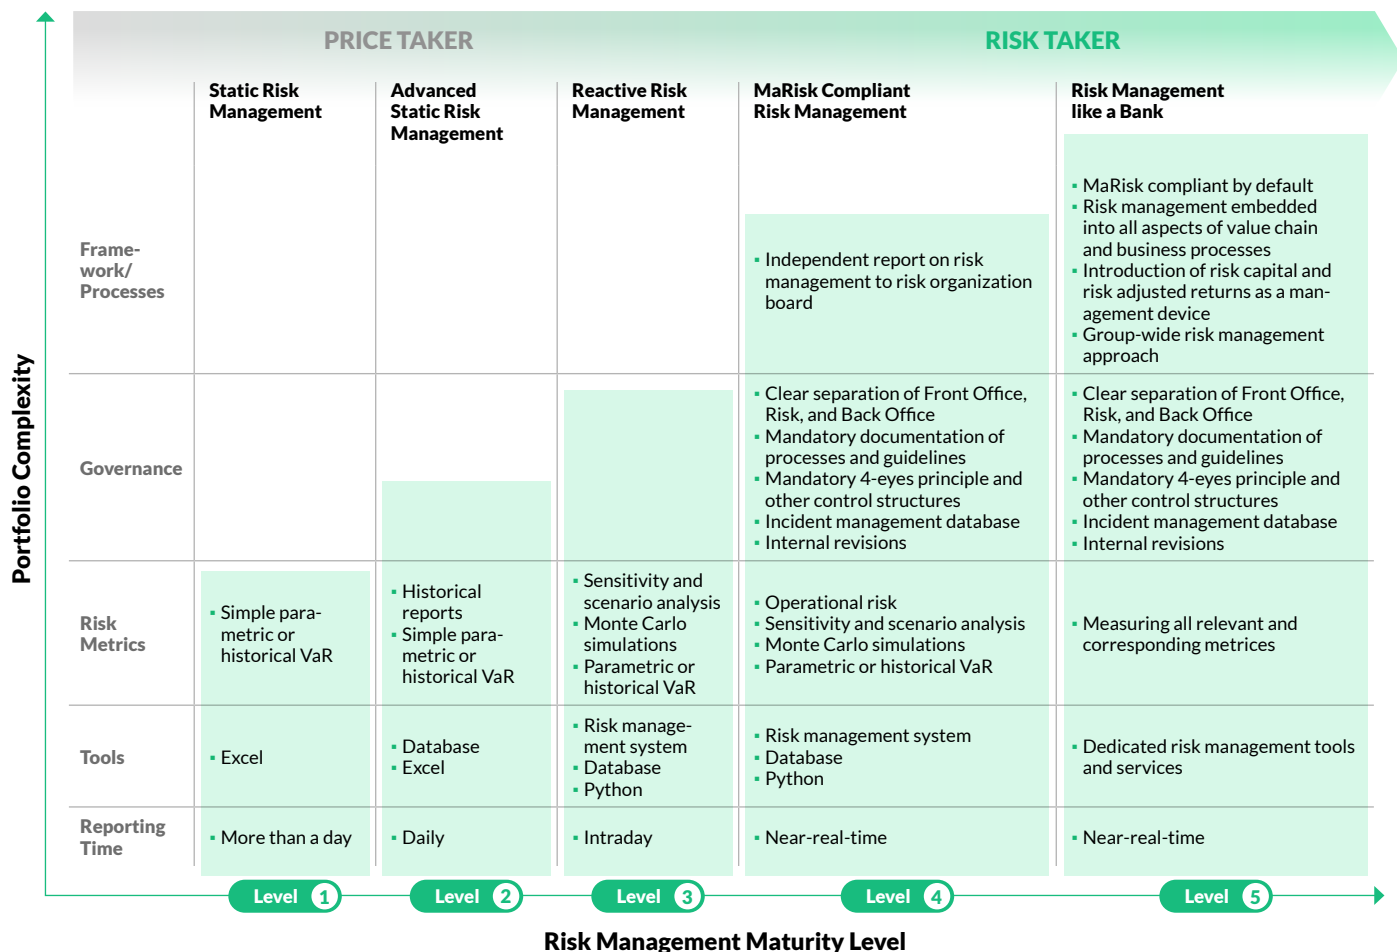 PRICE TAKER
RISK TAKER
Static Risk
Management
Advanced
Static Risk
Management
Reactive Risk
Management
MaRisk Compliant
Risk Management
Risk Management
like a Bank
Portfolio Complexity
Frame-
work/
Processes
▪ Independent report on risk
management to risk organization
board
▪ MaRisk compliant by default
▪ Risk management embedded
into all aspects of value chain
and business processes
▪ Introduction of risk capital and
risk adjusted returns as a man-
agement device
▪ Group-wide risk management
approach
Governance
▪ Clear separation of Front Office,
Risk, and Back Office
▪ Mandatory documentation of
processes and guidelines
▪ Mandatory 4-eyes principle and
other control structures
▪ Incident management database
▪ Internal revisions
▪ Clear separation of Front Office,
Risk, and Back Office
▪ Mandatory documentation of
processes and guidelines
▪ Mandatory 4-eyes principle and
other control structures
▪ Incident management database
▪ Internal revisions
Risk
Metrics
▪ Simple para-
metric or
historical VaR
▪ Historical
reports
▪ Simple para-
metric or
historical VaR
▪ Sensitivity and
scenario analysis
▪ Monte Carlo
simulations
▪ Parametric or
historical VaR
▪ Operational risk
▪ Sensitivity and scenario analysis
▪ Monte Carlo simulations
▪ Parametric or historical VaR
▪ Measuring all relevant and
corresponding metrices
Tools
▪ Excel
▪ Database
▪ Excel
▪ Risk manage-
ment system
▪ Database
▪ Python
▪ Risk management system
▪ Database
▪ Python
▪ Dedicated risk management tools
and services
Reporting
Time
▪ More than a day
▪ Daily
▪ Intraday
▪ Near-real-time
▪ Near-real-time
Level 1
Level 2
Level 3
Level 4
Level 5
Risk Management Maturity Level